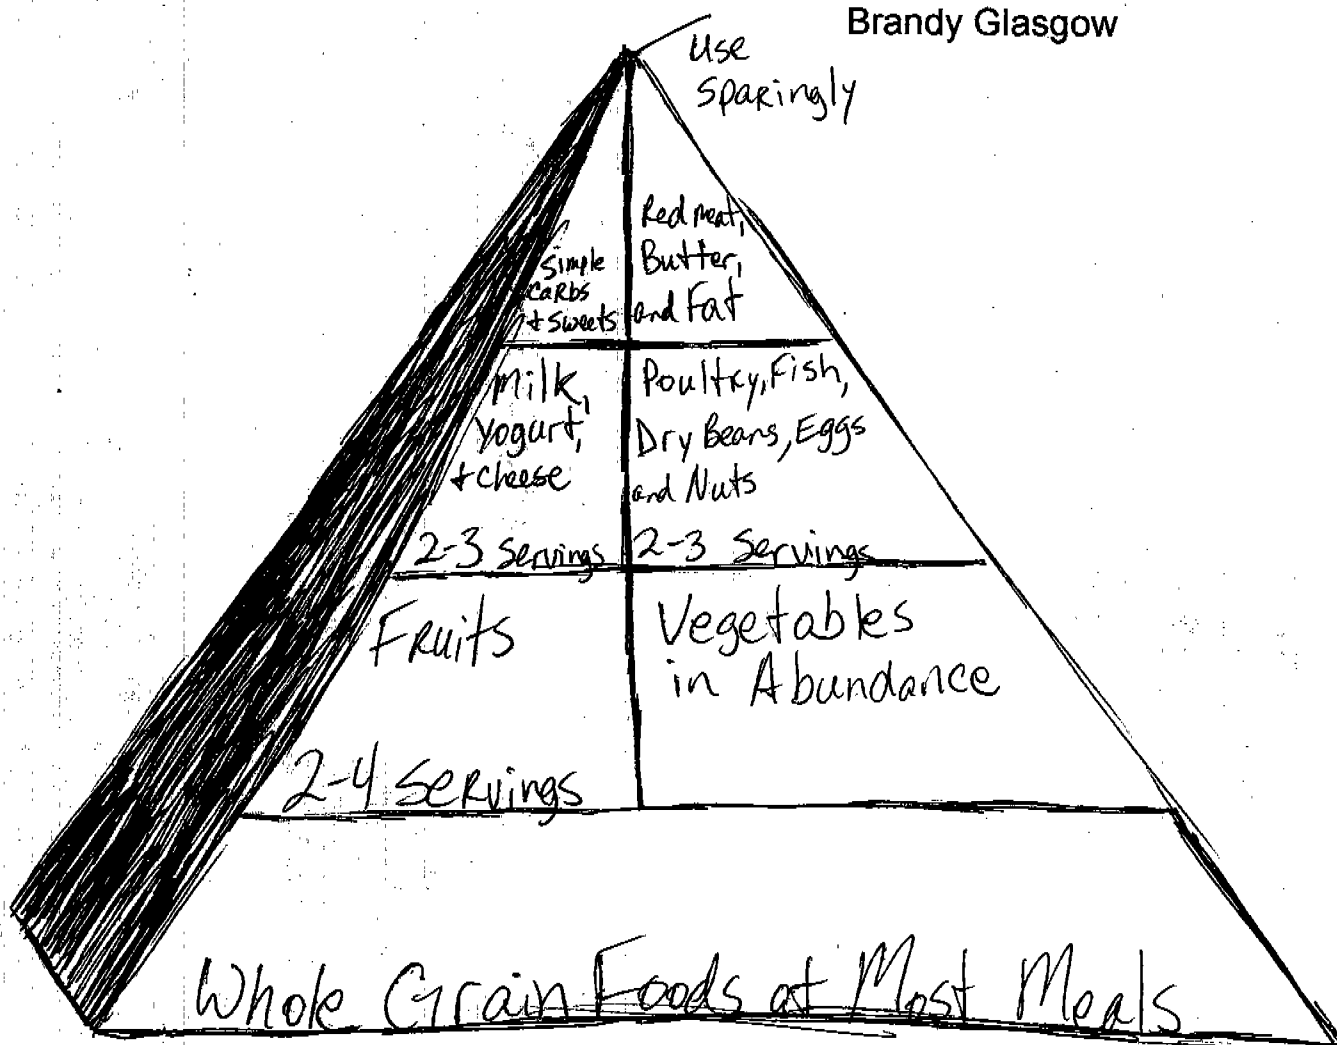 Brandy Glasgow
Use
Sparingly
Simple
Carbs
+ Sweets
Red meat,
Butter,
and Fat
Milk,
Yogurt,
+ Cheese
2-3 Servings
Poultry, Fish,
Dry Beans, Eggs
and Nuts
2-3 Servings
Fruits
2-4 Servings
Vegetables
in Abundance
Whole Grain Foods at Most Meals